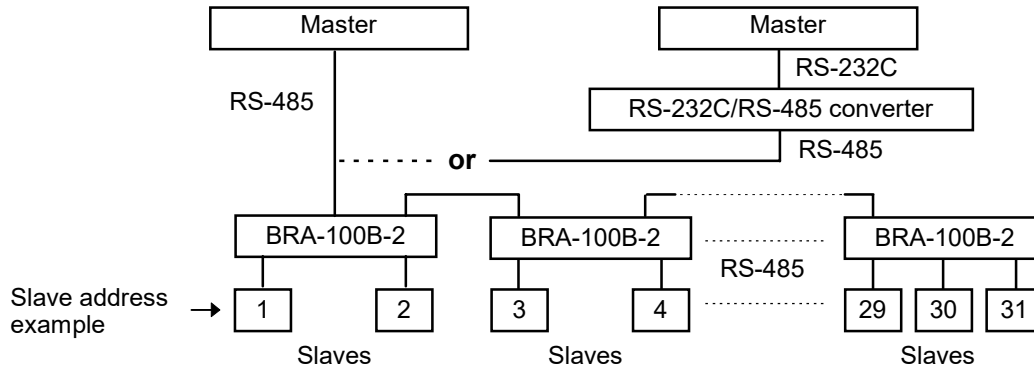 Master
Master
RS-232C
RS-485
RS-232C/RS-485 converter
RS-485
or
BRA-100B-2
BRA-100B-2
BRA-100B-2
RS-485
Slave address
example
1
2
3
4
29
30
31
Slaves
Slaves
Slaves